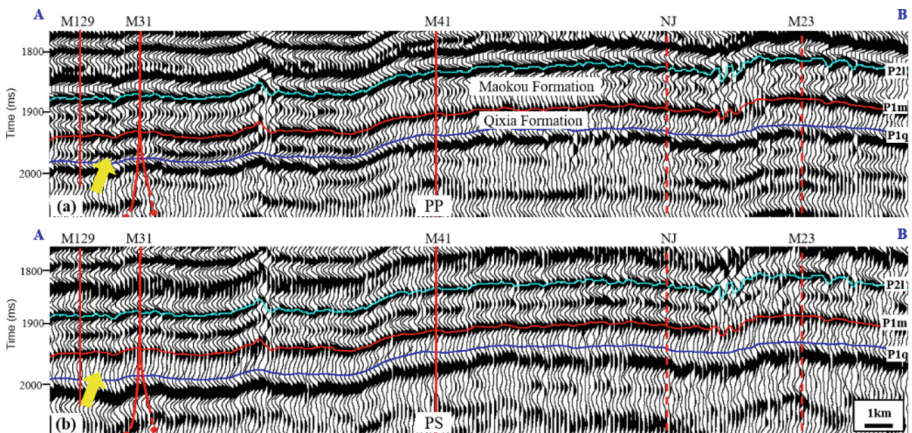 A B
M129 M31 M41 NJ M23
1800
P2l
Maokou Formation
1900
P1m
Qixia Formation
P1q
2000
Time (ms)
(a) PP
A B
M129 M31 M41 NJ M23
1800
P2l
1900
P1m
P1q
2000
Time (ms)
1km
(b) PS